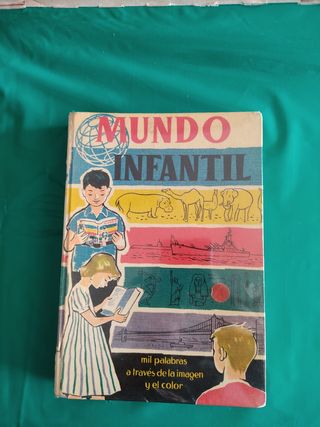 MUNDO
INFANTIL
mil palabras
a través de la imagen
y el color